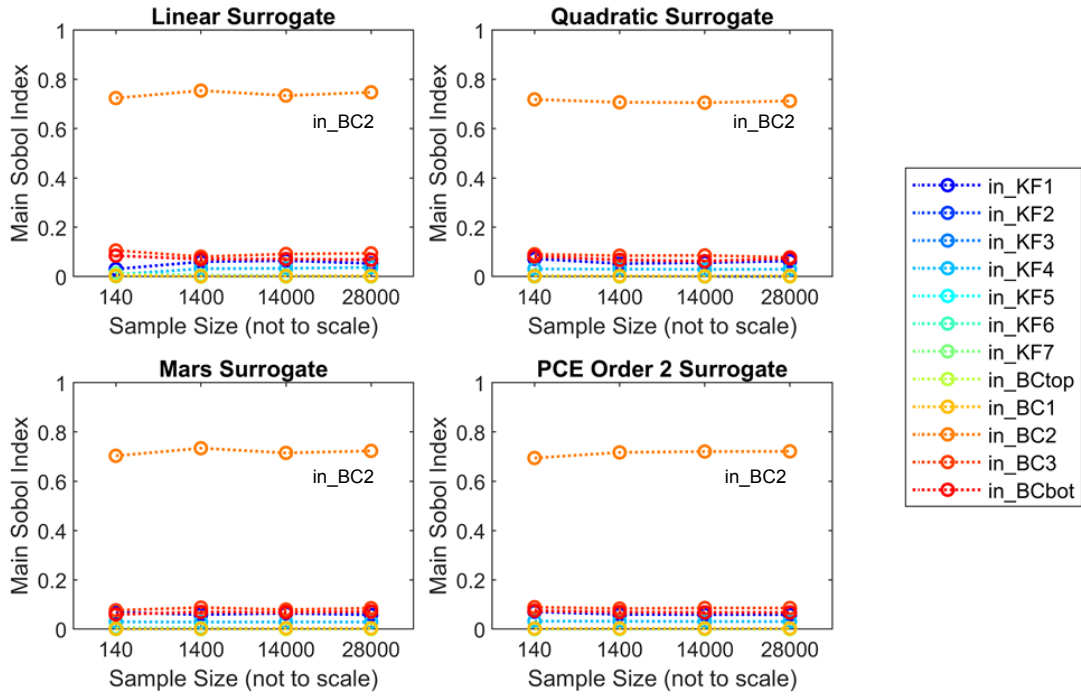 Linear Surrogate
1
0.8
0.6
0.4
0.2
0
Main Sobol Index
in_BC2
140 1400 14000 28000
Sample Size (not to scale)
Quadratic Surrogate
1
0.8
0.6
0.4
0.2
0
Main Sobol Index
in_BC2
140 1400 14000 28000
Sample Size (not to scale)
Mars Surrogate
1
0.8
0.6
0.4
0.2
0
Main Sobol Index
in_BC2
140 1400 14000 28000
Sample Size (not to scale)
PCE Order 2 Surrogate
1
0.8
0.6
0.4
0.2
0
Main Sobol Index
in_BC2
140 1400 14000 28000
Sample Size (not to scale)
in_KF1
in_KF2
in_KF3
in_KF4
in_KF5
in_KF6
in_KF7
in_BCtop
in_BC1
in_BC2
in_BC3
in_BCbot